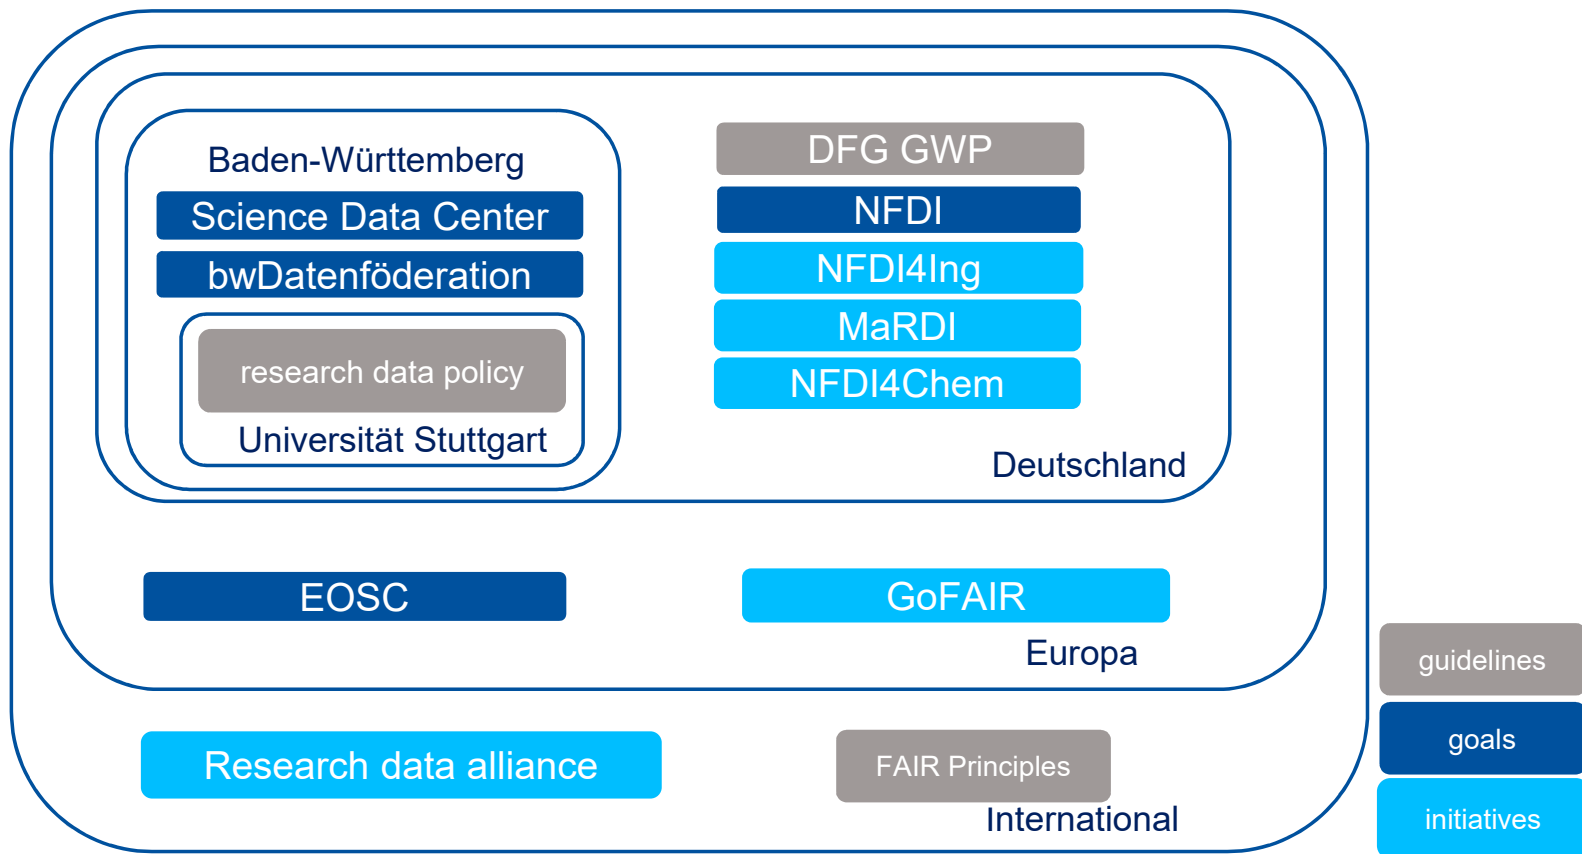 Baden-Württemberg
Science Data Center
bwDatenföderation
research data policy
Universität Stuttgart
DFG GWP
NFDI
NFDI4Ing
MaRDI
NFDI4Chem
Deutschland
EOSC
GoFAIR
Europa
Research data alliance
FAIR Principles
International
guidelines
goals
initiatives